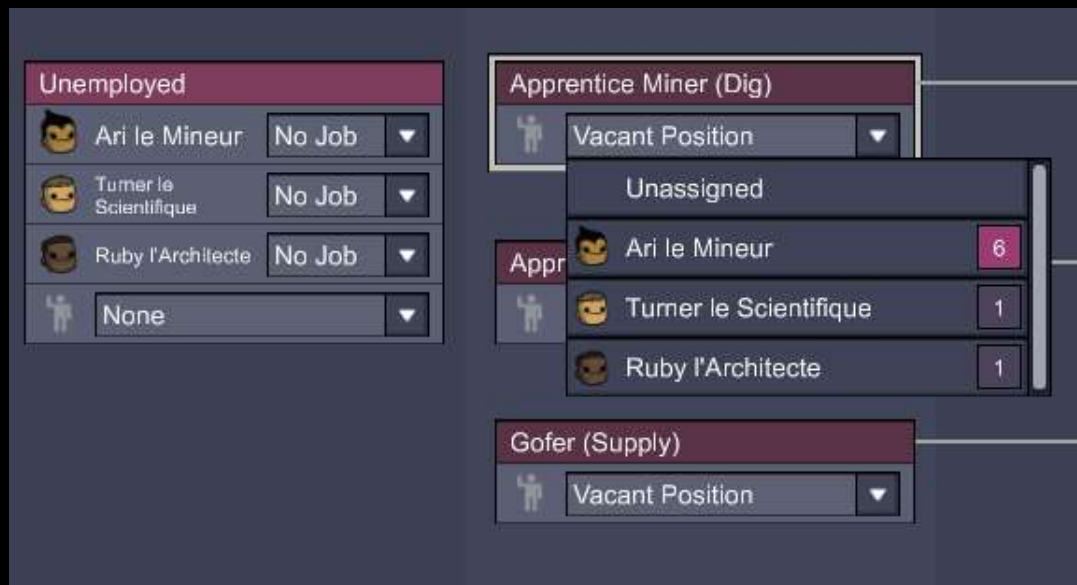 Unemployed
Ari le Mineur No Job
Turner le
Scientifique
No Job
Ruby l'Architecte No Job
None
Apprentice Miner (Dig)
Vacant Position
Unassigned
Ari le Mineur 6
Turner le Scientifique 1
Ruby l'Architecte 1
Appr
Gofer (Supply)
Vacant Position